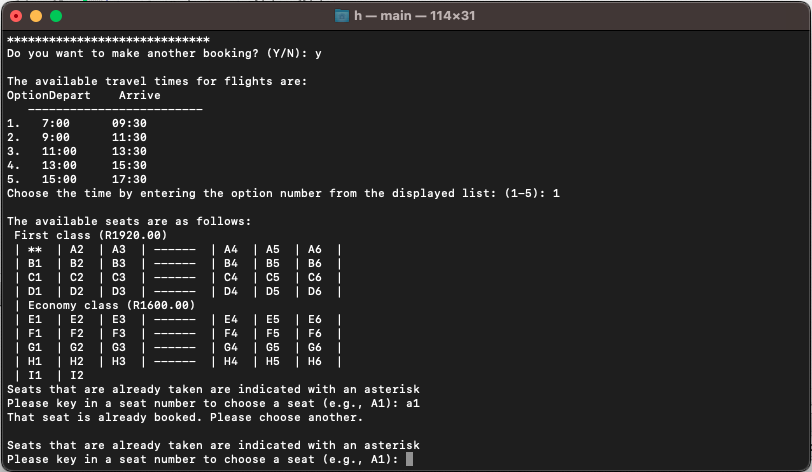 h — main — 114×31
****************************​*
Do you want to make another booking? (Y/N): y
The available travel times for flights are:
OptionDepart    Arrive
   -------------------------
1.   7:00      09:30
2.   9:00      11:30
3.   11:00     13:30
4.   13:00     15:30
5.   15:00     17:30
Choose the time by entering the option number from the displayed list: (1-5): 1
The available seats are as follows:
 First class (R1920.00)
 | **  | A2  | A3  | ------  | A4  | A5  | A6  |
 | B1  | B2  | B3  | ------  | B4  | B5  | B6  |
 | C1  | C2  | C3  | ------  | C4  | C5  | C6  |
 | D1  | D2  | D3  | ------  | D4  | D5  | D6  |
 | Economy class (R1600.00)
 | E1  | E2  | E3  | ------  | E4  | E5  | E6  |
 | F1  | F2  | F3  | ------  | F4  | F5  | F6  |
 | G1  | G2  | G3  | ------  | G4  | G5  | G6  |
 | H1  | H2  | H3  | ------  | H4  | H5  | H6  |
 | I1  | I2
Seats that are already taken are indicated with an asterisk
Please key in a seat number to choose a seat (e.g., A1): a1
That seat is already booked. Please choose another.
Seats that are already taken are indicated with an asterisk
Please key in a seat number to choose a seat (e.g., A1):